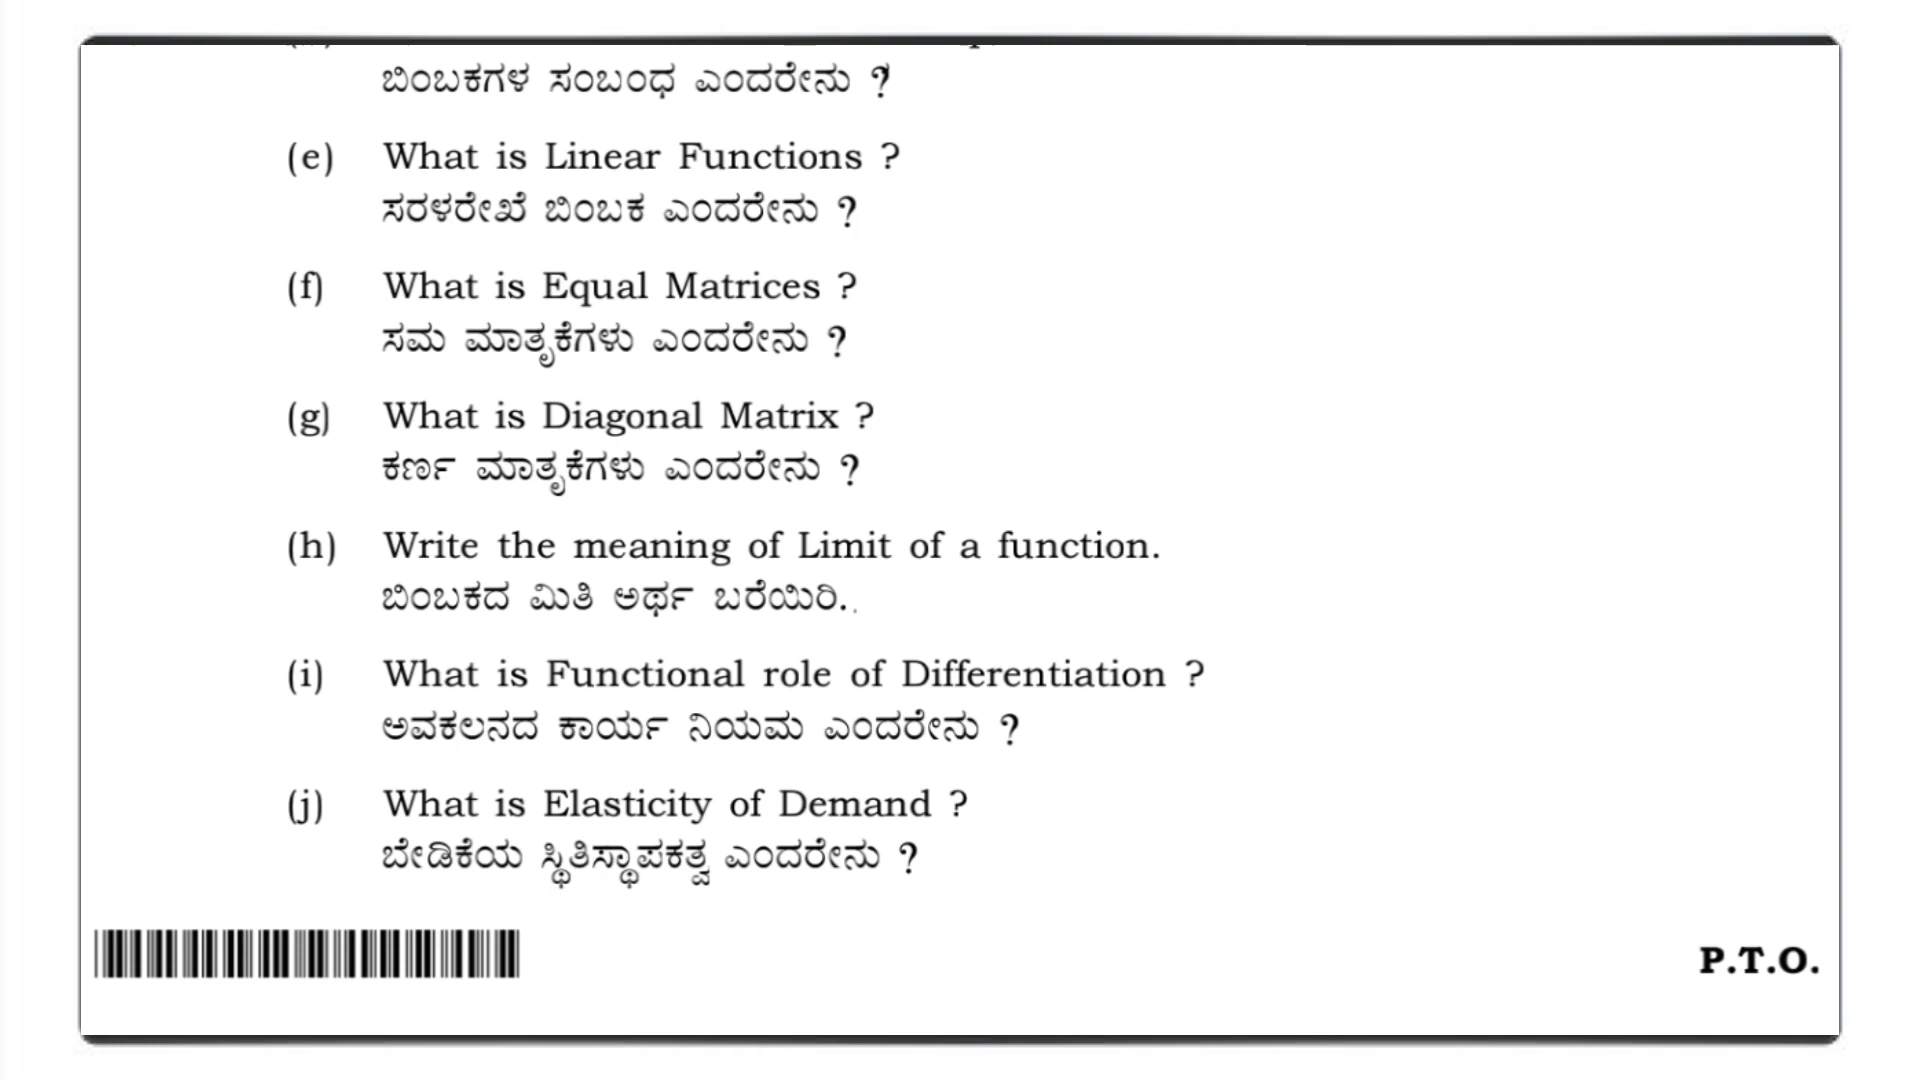 ಬಿಂಬಕಗಳ ಸಂಬಂಧ ಎಂದರೇನು ?
(e) What is Linear Functions ?
ಸರಳರೇಖೆ ಬಿಂಬಕ ಎಂದರೇನು ?
(f) What is Equal Matrices ?
ಸಮ ಮಾತೃಕೆಗಳು ಎಂದರೇನು ?
(g) What is Diagonal Matrix ?
ಕರ್ಣ ಮಾತೃಕೆಗಳು ಎಂದರೇನು ?
(h) Write the meaning of Limit of a function.
ಬಿಂಬಕದ ಮಿತಿ ಅರ್ಥ ಬರೆಯಿರಿ.
(i) What is Functional role of Differentiation ?
ಅವಕಲನದ ಕಾರ್ಯ ನಿಯಮ ಎಂದರೇನು ?
(j) What is Elasticity of Demand ?
ಬೇಡಿಕೆಯ ಸ್ಥಿತಿಸ್ಥಾಪಕತ್ವ ಎಂದರೇನು ?
P.T.O.